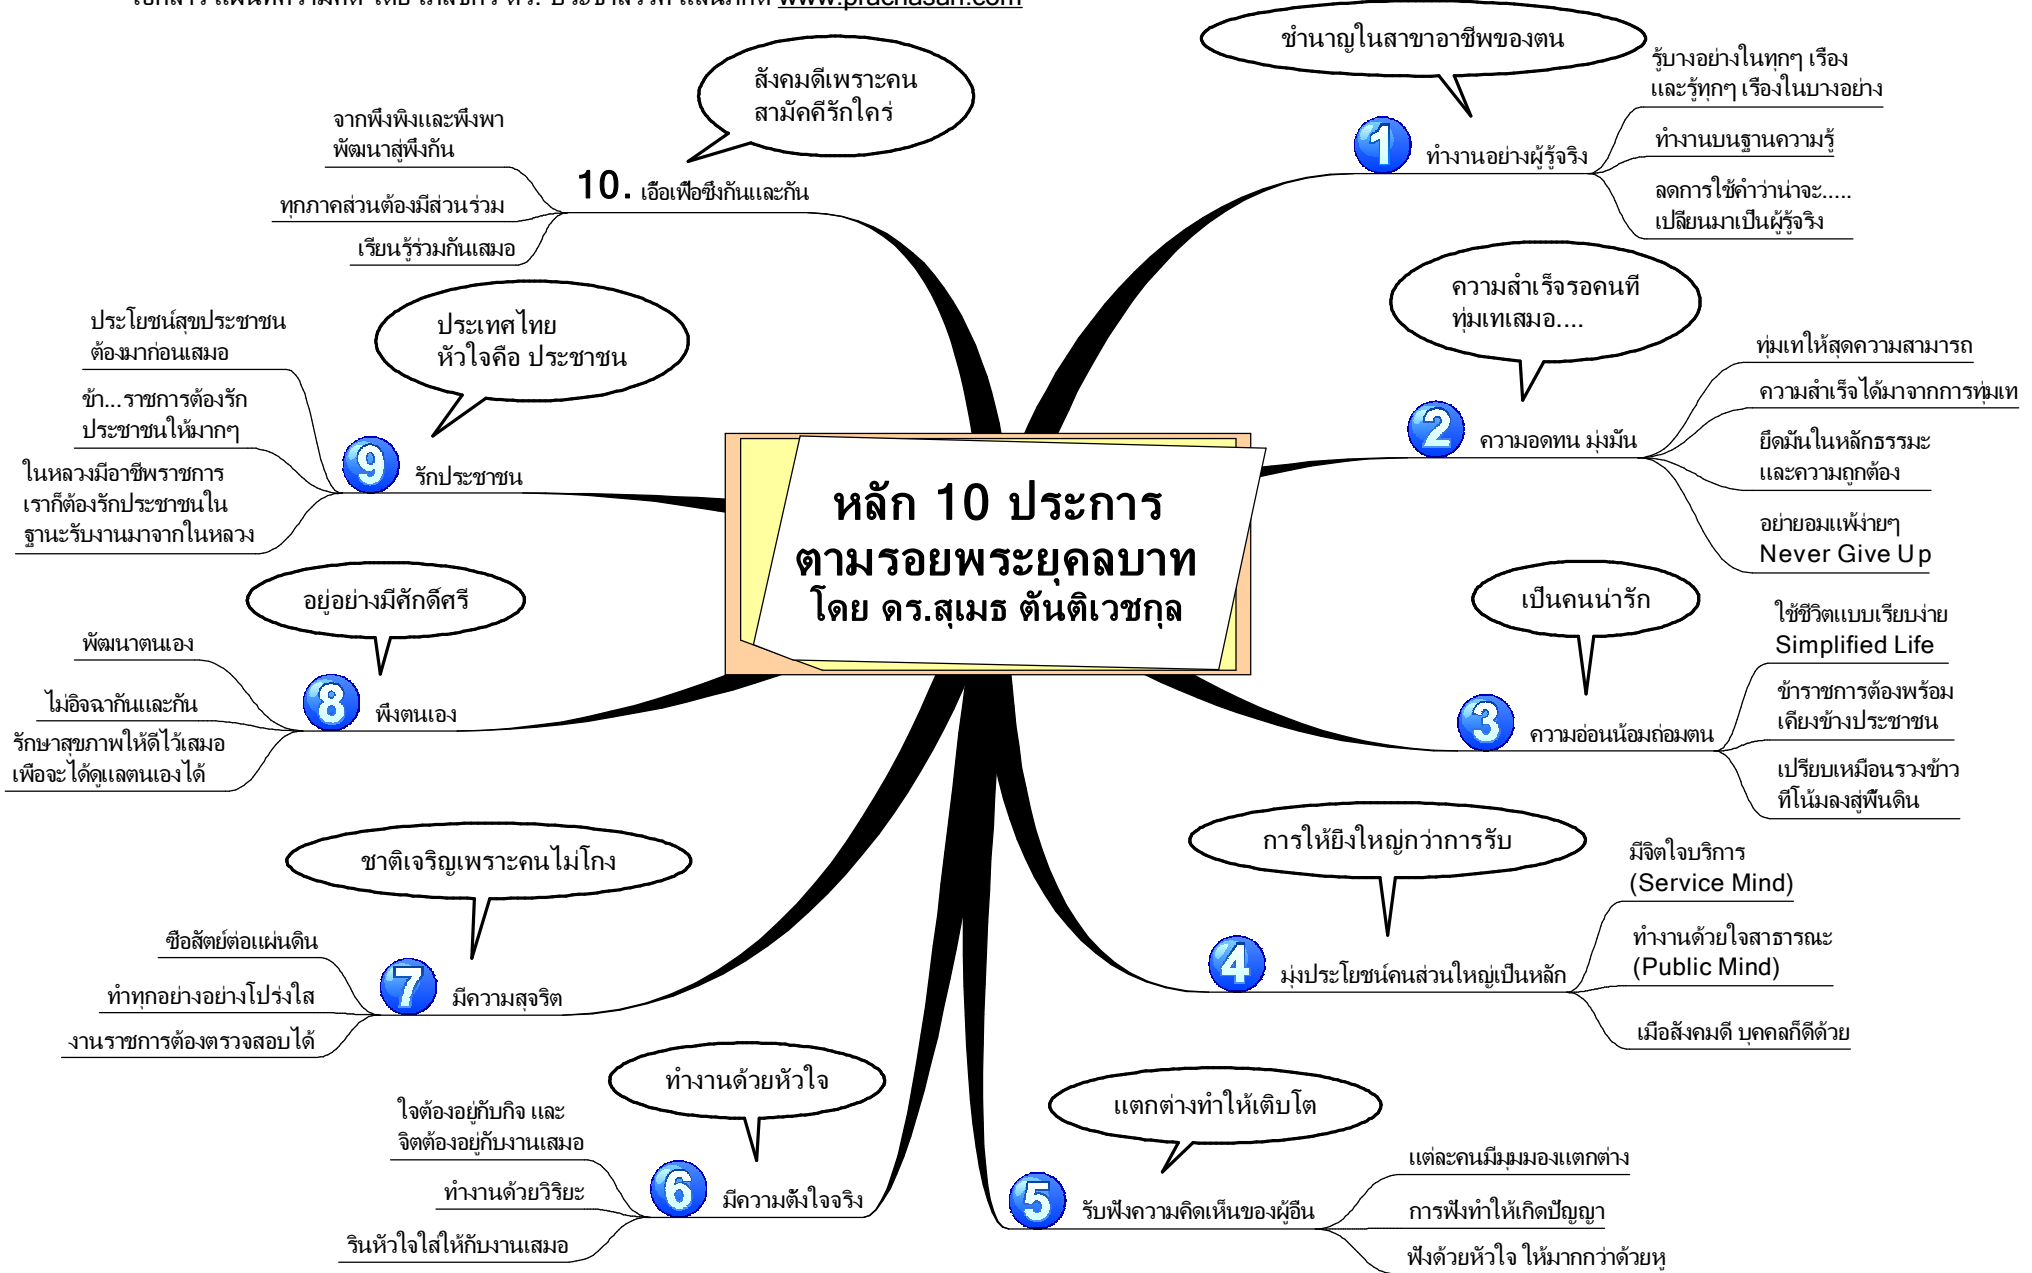 www.prachasan.com
หลัก 10 ประการ
ตามรอยพระยุคลบาท
โดย ดร.สุเมธ ตันติเวชกุล
ชำนาญในสาขาอาชีพของตน
1 ทำงานอย่างผู้รู้จริง
รู้บางอย่างในทุกๆ เรื่อง
และรู้ทุกๆ เรื่องในบางอย่าง
ทำงานบนฐานความรู้
ลดการใช้คำว่าน่าจะ.....
เปลี่ยนมาเป็นผู้รู้จริง
ความสำเร็จรอคนที่
ทุ่มเทเสมอ....
2 ความอดทน มุ่งมั่น
ทุ่มเทให้สุดความสามารถ
ความสำเร็จได้มาจากการทุ่มเท
ยึดมั่นในหลักธรรมะ
และความถูกต้อง
อย่ายอมแพ้ง่ายๆ
Never Give Up
เป็นคนน่ารัก
3 ความอ่อนน้อมถ่อมตน
ใช้ชีวิตแบบเรียบง่าย
Simplified Life
ข้าราชการต้องพร้อม
เคียงข้างประชาชน
เปรียบเหมือนรวงข้าว
ที่โน้มลงสู่พื้นดิน
การให้ยิ่งใหญ่กว่าการรับ
4 มุ่งประโยชน์คนส่วนใหญ่เป็นหลัก
มีจิตใจบริการ
(Service Mind)
ทำงานด้วยใจสาธารณะ
(Public Mind)
เมื่อสังคมดี บุคคลก็ดีด้วย
แตกต่างทำให้เติบโต
5 รับฟังความคิดเห็นของผู้อื่น
แต่ละคนมีมุมมองแตกต่าง
การฟังทำให้เกิดปัญญา
ฟังด้วยหัวใจ ให้มากกว่าด้วยหู
ทำงานด้วยหัวใจ
6 มีความตั้งใจจริง
ใจต้องอยู่กับกิจ และ
จิตต้องอยู่กับงานเสมอ
ทำงานด้วยวิริยะ
รินหัวใจใส่ให้กับงานเสมอ
ชาติเจริญเพราะคนไม่โกง
7 มีความสุจริต
ซื่อสัตย์ต่อแผ่นดิน
ทำทุกอย่างอย่างโปร่งใส
งานราชการต้องตรวจสอบได้
อยู่อย่างมีศักดิ์ศรี
8 พึ่งตนเอง
พัฒนาตนเอง
ไม่อิจฉากันและกัน
รักษาสุขภาพให้ดีไว้เสมอ
เพื่อจะได้ดูแลตนเองได้
ประเทศไทย
หัวใจคือ ประชาชน
9 รักประชาชน
ประโยชน์สุขประชาชน
ต้องมาก่อนเสมอ
ข้า...ราชการต้องรัก
ประชาชนให้มากๆ
ในหลวงมีอาชีพราชการ
เราก็ต้องรักประชาชนใน
ฐานะรับงานมาจากในหลวง
สังคมดีเพราะคน
สามัคคีรักใคร่
10. เอื้อเฟื้อซึ่งกันและกัน
จากพึ่งพิงและพึ่งพา
พัฒนาสู่พึ่งกัน
ทุกภาคส่วนต้องมีส่วนร่วม
เรียนรู้ร่วมกันเสมอ